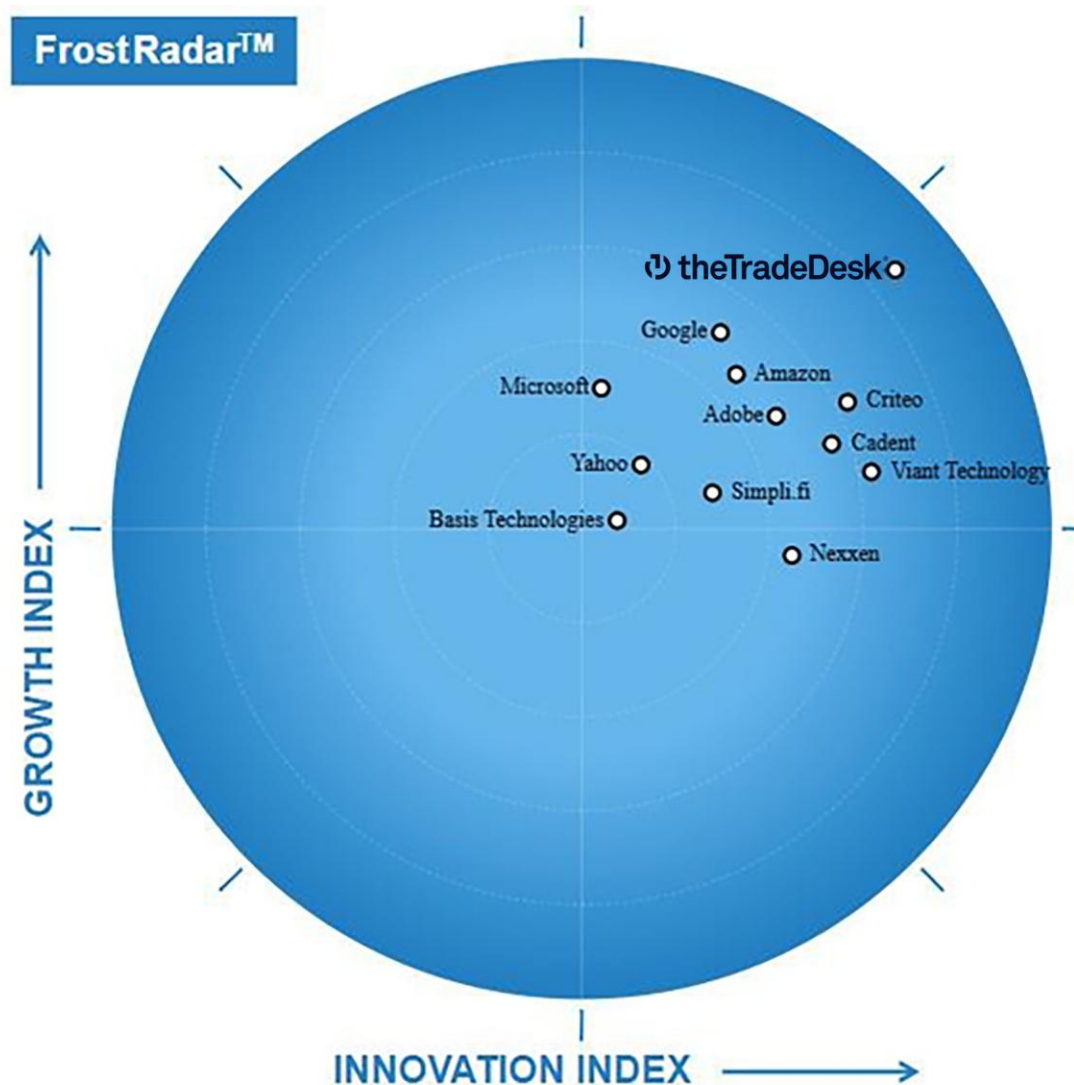 FrostRadar™
theTradeDesk
Google
Amazon
Microsoft
Criteo
Adobe
Cadent
Yahoo
Viant Technology
Simpli.fi
Basis Technologies
Nexxen
GROWTH INDEX
INNOVATION INDEX